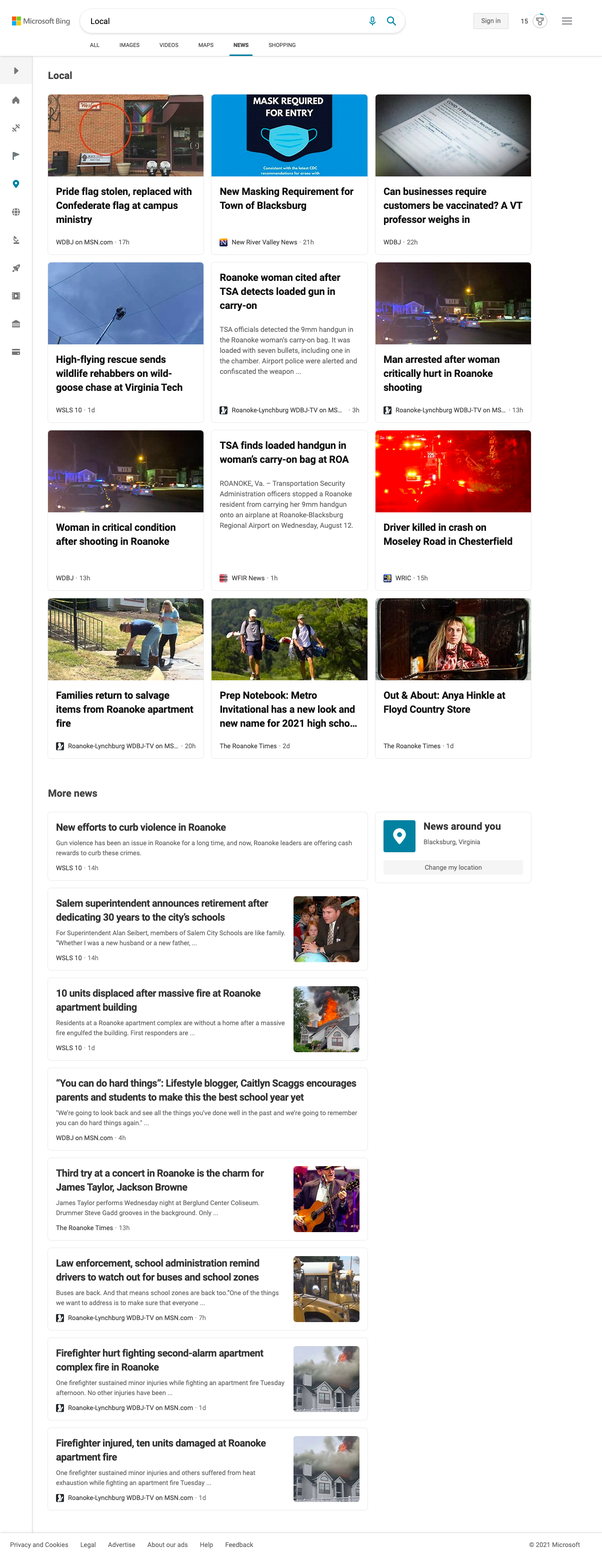 Microsoft Bing
Local
Sign in
15
ALL
IMAGES
VIDEOS
MAPS
NEWS
SHOPPING
Local
Pride flag stolen, replaced with
Confederate flag at campus
ministry
WDBJ on MSN.com · 17h
MASK REQUIRED
FOR ENTRY
Consistent with the latest CDC
recommendation for areas with
New Masking Requirement for
Town of Blacksburg
New River Valley News · 21h
Can businesses require
customers be vaccinated? A VT
professor weighs in
WDBJ · 22h
High-flying rescue sends
wildlife rehabbers on wild-
goose chase at Virginia Tech
WSLS 10 · 1d
Roanoke woman cited after
TSA detects loaded gun in
carry-on
TSA officials detected the 9mm handgun in
the Roanoke woman's carry-on bag. It was
loaded with seven bullets, including one in
the chamber. Airport police were alerted and
confiscated the weapon ...
Roanoke-Lynchburg WDBJ-TV on MS... · 3h
Man arrested after woman
critically hurt in Roanoke
shooting
Roanoke-Lynchburg WDBJ-TV on MS... · 13h
Woman in critical condition
after shooting in Roanoke
WDBJ · 13h
TSA finds loaded handgun in
woman's carry-on bag at ROA
ROANOKE, Va. – Transportation Security
Administration officers stopped a Roanoke
resident from carrying her 9mm handgun
onto an airplane at Roanoke-Blacksburg
Regional Airport on Wednesday, August 12.
WFIR News · 1h
Driver killed in crash on
Moseley Road in Chesterfield
WRIC · 15h
Families return to salvage
items from Roanoke apartment
fire
Roanoke-Lynchburg WDBJ-TV on MS... · 20h
Prep Notebook: Metro
Invitational has a new look and
new name for 2021 high scho...
The Roanoke Times · 2d
Out & About: Anya Hinkle at
Floyd Country Store
The Roanoke Times · 1d
More news
New efforts to curb violence in Roanoke
Gun violence has been an issue in Roanoke for a long time, and now, Roanoke leaders are offering cash
rewards to curb these crimes.
WSLS 10 · 14h
News around you
Blacksburg, Virginia
Change my location
Salem superintendent announces retirement after
dedicating 30 years to the city's schools
For Superintendent Alan Seibert, members of Salem City Schools are like family.
"Whether I was a new husband or a new father, ...
WSLS 10 · 14h
10 units displaced after massive fire at Roanoke
apartment building
Residents at a Roanoke apartment complex are without a home after a massive
fire engulfed the building. First responders are ...
WSLS 10 · 1d
“You can do hard things”: Lifestyle blogger, Caitlyn Scaggs encourages
parents and students to make this the best school year yet
"We're going to look back and see all the things you've done well in the past and we're going to remember
you can do hard things again." ...
WDBJ on MSN.com · 4h
Third try at a concert in Roanoke is the charm for
James Taylor, Jackson Browne
James Taylor performs Wednesday night at Berglund Center Coliseum.
Drummer Steve Gadd grooves in the background. Only ...
The Roanoke Times · 13h
Law enforcement, school administration remind
drivers to watch out for buses and school zones
Buses are back. And that means school zones are back too."One of the things
we want to address is to make sure that everyone ...
Roanoke-Lynchburg WDBJ-TV on MSN.com · 7h
Firefighter hurt fighting second-alarm apartment
complex fire in Roanoke
One firefighter sustained minor injuries while fighting an apartment fire Tuesday
afternoon. No other injuries have been ...
Roanoke-Lynchburg WDBJ-TV on MSN.com · 1d
Firefighter injured, ten units damaged at Roanoke
apartment fire
One firefighter sustained minor injuries and others suffered from heat
exhaustion while fighting an apartment fire Tuesday ...
Roanoke-Lynchburg WDBJ-TV on MSN.com · 1d
Privacy and Cookies
Legal
Advertise
About our ads
Help
Feedback
© 2021 Microsoft